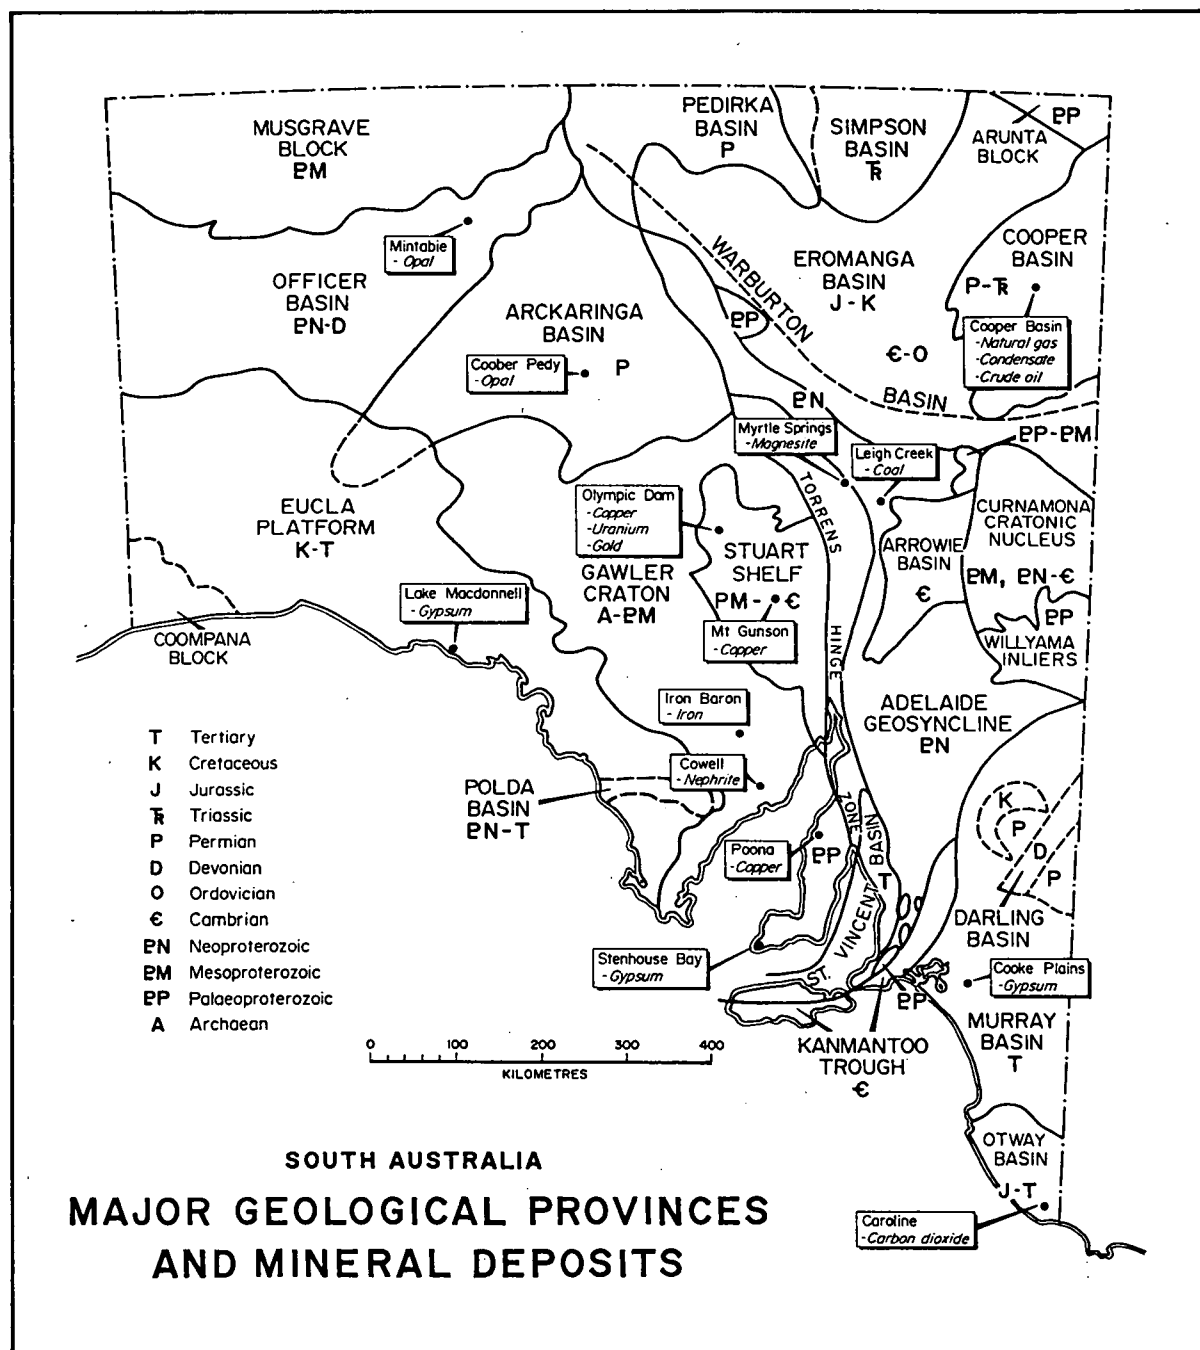 MUSGRAVE
BLOCK
PM
PEDIRKA
BASIN
P
SIMPSON
BASIN
TR
PP
ARUNTA
BLOCK
Mintabie
- Opal
OFFICER
BASIN
PN-D
ARCKARINGA
BASIN
Coober Pedy
- Opal
P
WARBURTON
BASIN
PP
EROMANGA
BASIN
J-K
Є-O
COOPER
BASIN
P-TR
Cooper Basin
-Natural gas
-Condensate
-Crude oil
PN
Myrtle Springs
- Magnesite
Leigh Creek
- Coal
PP-PM
EUCLA
PLATFORM
K-T
Olympic Dam
-Copper
-Uranium
-Gold
TORRENS
HINGE
ZONE
STUART
SHELF
PM-Є
GAWLER
CRATON
A-PM
ARROWIE
BASIN
Є
CURNAMONA
CRATONIC
NUCLEUS
PM, PN-Є
PP
WILLYAMA
INLIERS
COOMPANA
BLOCK
Lake Macdonnell
- Gypsum
Mt Gunson
- Copper
Iron Baron
- Iron
Cowell
- Nephrite
ADELAIDE
GEOSYNCLINE
PN
POLDA
BASIN
PN-T
Poona
- Copper
PP
ST. VINCENT
BASIN
T
K
P
D
P
DARLING
BASIN
Stenhouse Bay
- Gypsum
Cooke Plains
-Gypsum
PP
KANMANTOO
TROUGH
Є
MURRAY
BASIN
T
OTWAY
BASIN
J-T
Caroline
-Carbon dioxide
T Tertiary
K Cretaceous
J Jurassic
TR Triassic
P Permian
D Devonian
O Ordovician
Є Cambrian
PN Neoproterozoic
PM Mesoproterozoic
PP Palaeoproterozoic
A Archaean
0 100 200 300 400
KILOMETRES
SOUTH AUSTRALIA
MAJOR GEOLOGICAL PROVINCES
AND MINERAL DEPOSITS